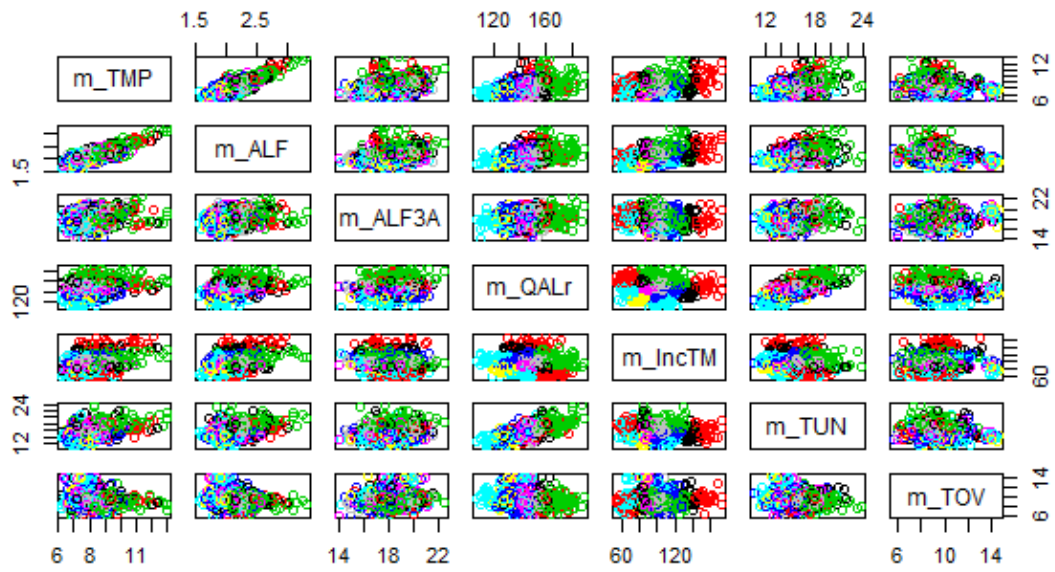 1.5 2.5 120 160 12 18 24
m_TMP 6 12
1.5 m_ALF
m_ALF3A 14 22
120 m_QALr
m_IncTM 60
12 24 m_TUN
m_TOV 6 14
6 8 11 14 18 22 60 120 6 10 14